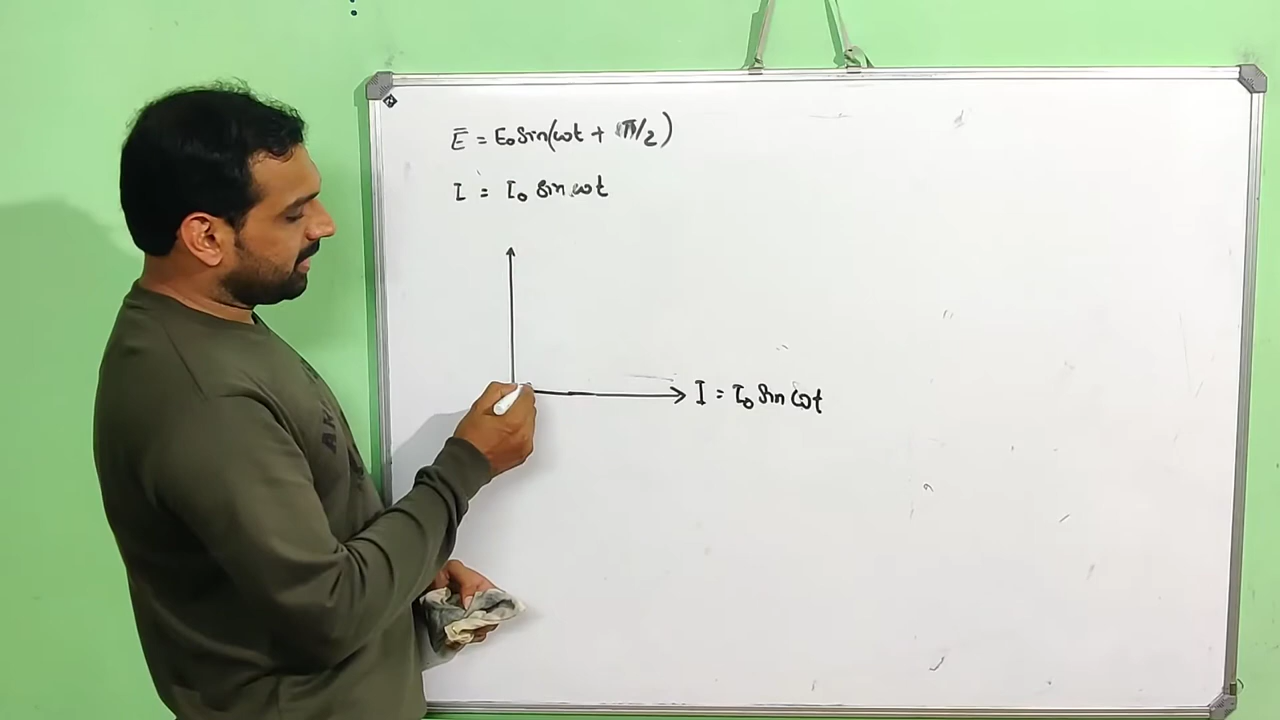 E = E₀ Sin(ωt + π/2)
I = I₀ Sin ωt
I = I₀ Sin ωt